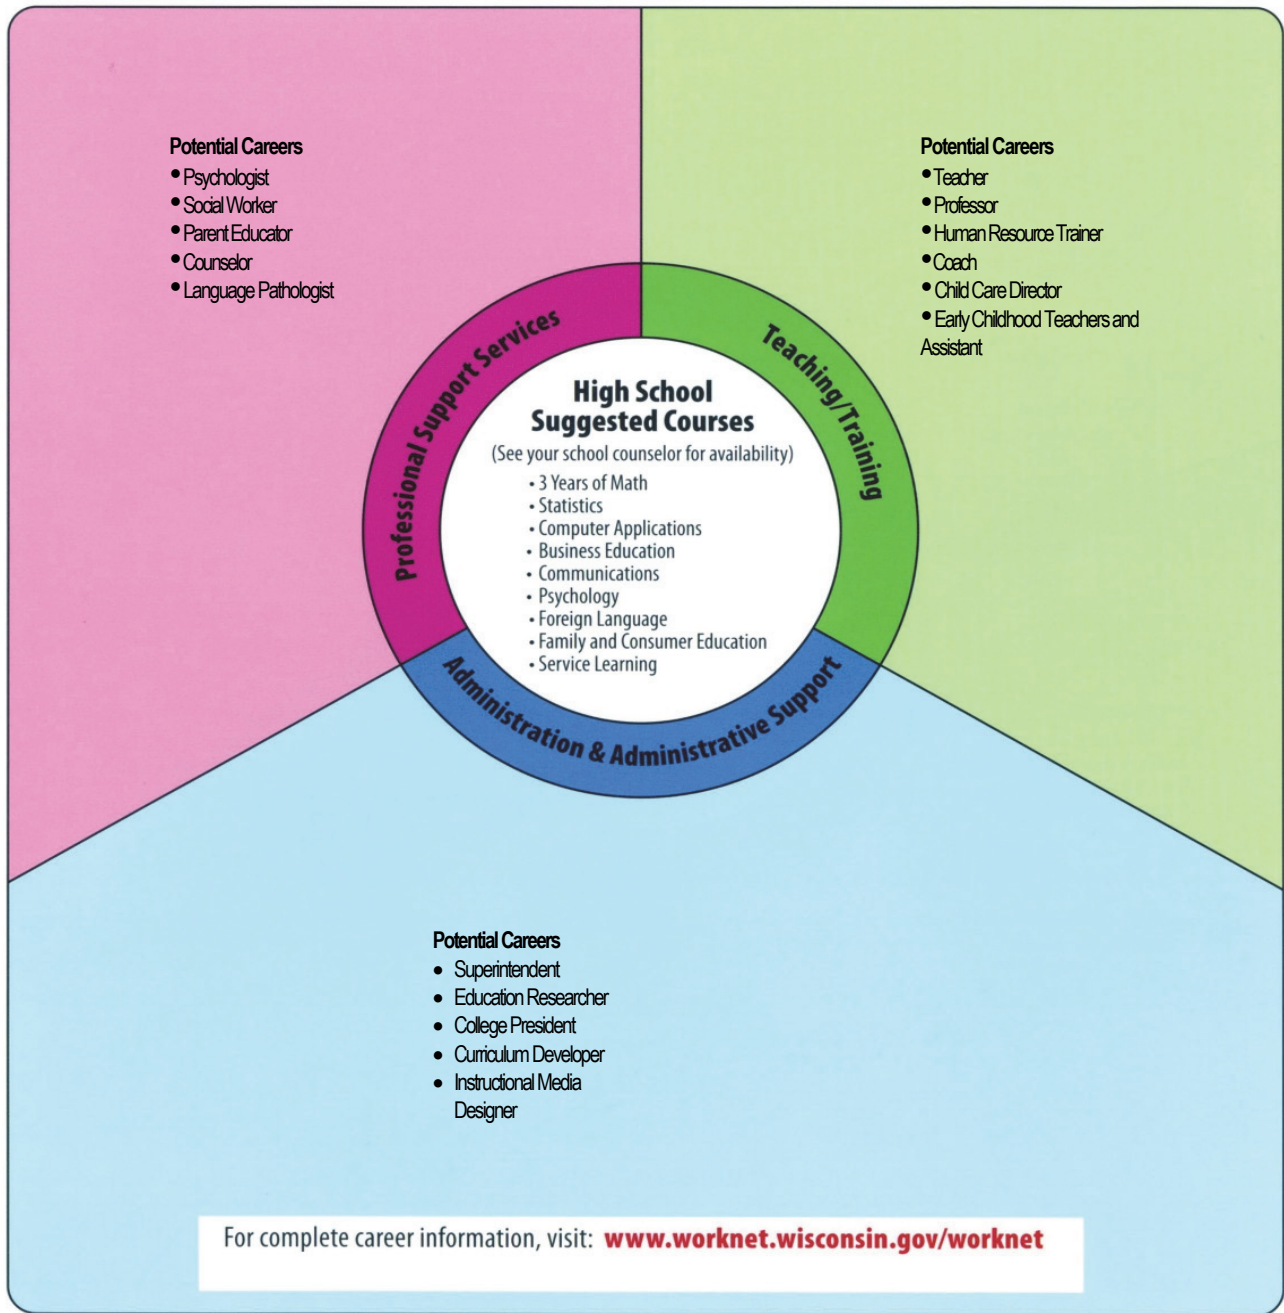 Potential Careers
• Psychologist
• Social Worker
• Parent Educator
• Counselor
• Language Pathologist
Potential Careers
• Teacher
• Professor
• Human Resource Trainer
• Coach
• Child Care Director
• Early Childhood Teachers and
Assistant
Professional Support Services
Teaching/Training
High School
Suggested Courses
(See your school counselor for availability)
• 3 Years of Math
• Statistics
• Computer Applications
• Business Education
• Communications
• Psychology
• Foreign Language
• Family and Consumer Education
• Service Learning
Administration & Administrative Support
Potential Careers
• Superintendent
• Education Researcher
• College President
• Curriculum Developer
• Instructional Media
Designer
For complete career information, visit: www.worknet.wisconsin.gov/worknet